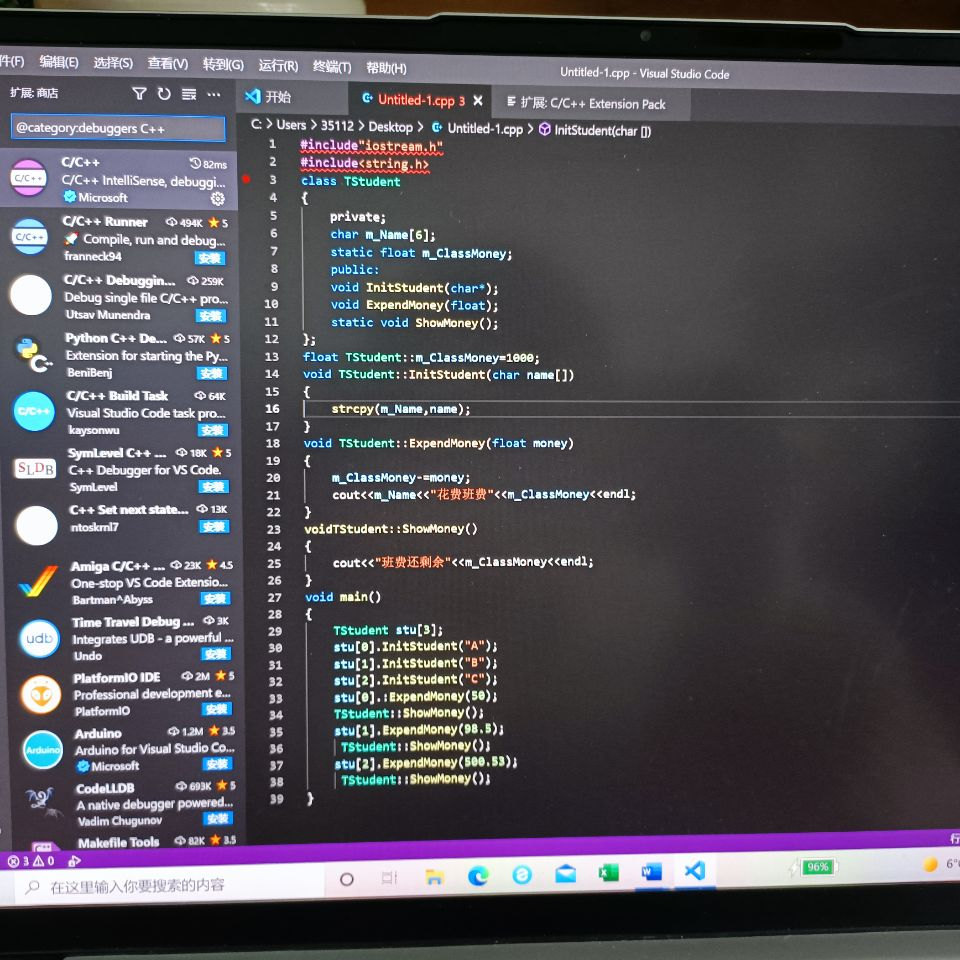 件(F) 编辑(E) 选择(S) 查看(V) 转到(G) 运行(R) 终端(T) 帮助(H) Untitled-1.cpp - Visual Studio Code
扩展: 商店
@category:debuggers C++
C/C++ 82ms
C/C++ IntelliSense, debuggi...
Microsoft
C/C++ Runner 494K 5
Compile, run and debug...
franneck94 安装
C/C++ Debuggin... 259K
Debug single file C/C++ pro...
Utsav Munendra 安装
Python C++ De... 57K 5
Extension for starting the Py...
BeniBenj 安装
C/C++ Build Task 64K
Visual Studio Code task pro...
kaysonwu 安装
SymLevel C++ ... 18K 5
C++ Debugger for VS Code.
SymLevel 安装
C++ Set next state... 13K
ntoskrnl7 安装
Amiga C/C++ ... 23K 4.5
One-stop VS Code Extensio...
Bartman^Abyss 安装
Time Travel Debug ... 3K
Integrates UDB - a powerful ...
Undo 安装
PlatformIO IDE 2M 5
Professional development e...
PlatformIO 安装
Arduino 1.2M 3.5
Arduino for Visual Studio Co...
Microsoft 安装
CodeLLDB 693K 5
A native debugger powered...
Vadim Chugunov 安装
Makefile Tools 82K 3.5
C/C++
C/C++
C/C++
SLDB
udb
Arduino
开始 Untitled-1.cpp 3 扩展: C/C++ Extension Pack
C: > Users > 35112 > Desktop > Untitled-1.cpp > InitStudent(char [])
1 #include"iostream.h"
2 #include<string.h>
3 class TStudent
4 {
5 private;
6 char m_Name[6];
7 static float m_ClassMoney;
8 public:
9 void InitStudent(char*);
10 void ExpendMoney(float);
11 static void ShowMoney();
12 };
13 float TStudent::m_ClassMoney=1000;
14 void TStudent::InitStudent(char name[])
15 {
16 strcpy(m_Name,name);
17 }
18 void TStudent::ExpendMoney(float money)
19 {
20 m_ClassMoney-=money;
21 cout<<m_Name<<"花费班费"<<m_ClassMoney<<endl;
22 }
23 voidTStudent::ShowMoney()
24 {
25 cout<<"班费还剩余"<<m_ClassMoney<<endl;
26 }
27 void main()
28 {
29 TStudent stu[3];
30 stu[0].InitStudent("A");
31 stu[1].InitStudent("B");
32 stu[2].InitStudent("C");
33 stu[0].:ExpendMoney(50);
34 TStudent::ShowMoney();
35 stu[1].ExpendMoney(98.5);
36 TStudent::ShowMoney();
37 stu[2].ExpendMoney(500.53);
38 TStudent::ShowMoney();
39 }
3 0 行
在这里输入你要搜索的内容 96% 6°